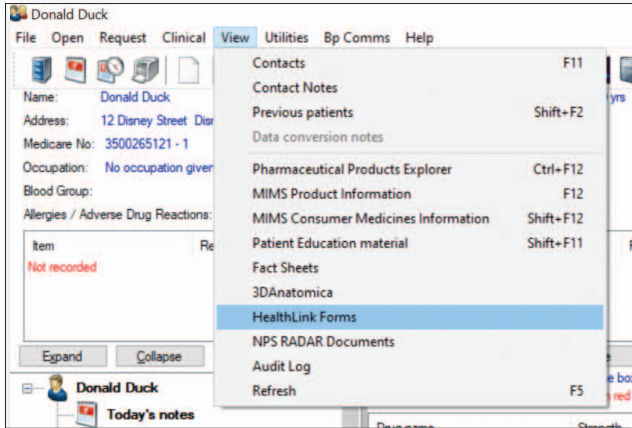 Donald Duck
File Open Request Clinical View Utilities Bp Comms Help
Contacts F11
Contact Notes
Previous patients Shift+F2
Data conversion notes
Pharmaceutical Products Explorer Ctrl+F12
MIMS Product Information F12
MIMS Consumer Medicines Information Shift+F12
Patient Education material Shift+F11
Fact Sheets
3DAnatomica
HealthLink Forms
NPS RADAR Documents
Audit Log
Refresh F5
Name: Donald Duck yrs
Address: 12 Disney Street
Medicare No: 3500265121 - 1
Occupation: No occupation given
Blood Group:
Allergies / Adverse Drug Reactions:
Item
Not recorded
Expand Collapse
Donald Duck
Today's notes
red